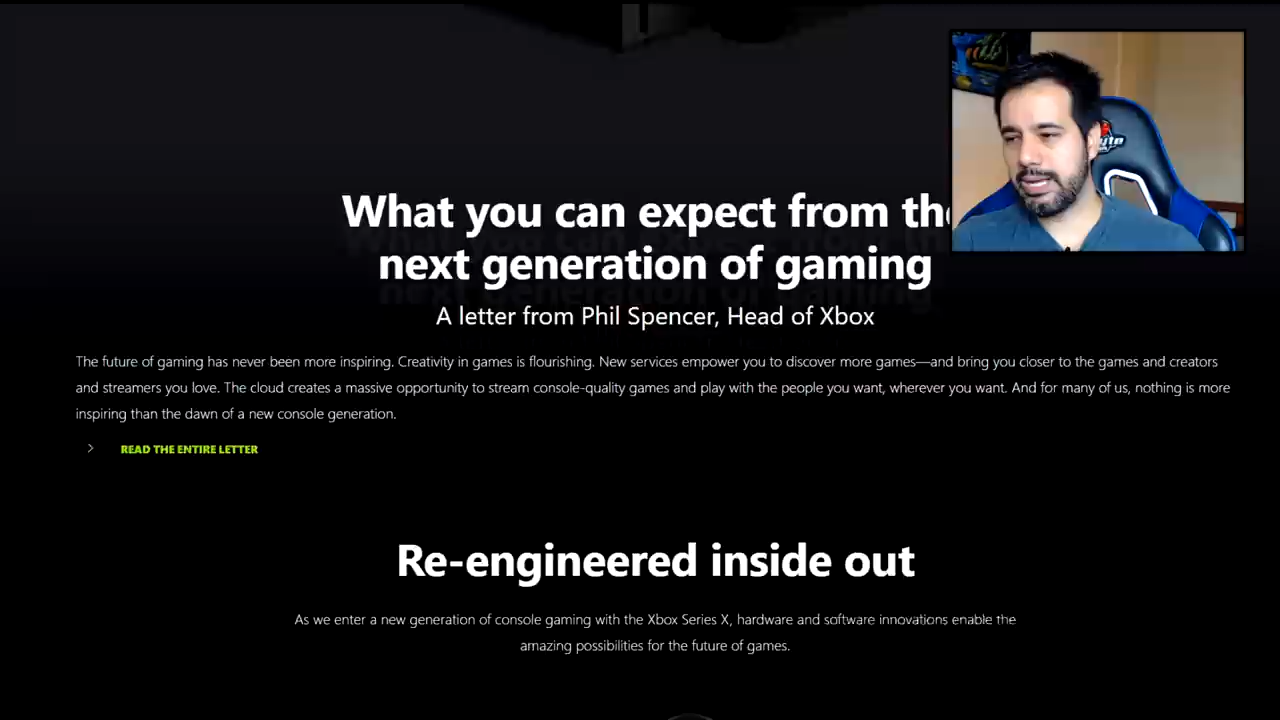 What you can expect from the
next generation of gaming
A letter from Phil Spencer, Head of Xbox
The future of gaming has never been more inspiring. Creativity in games is flourishing. New services empower you to discover more games—and bring you closer to the games and creators
and streamers you love. The cloud creates a massive opportunity to stream console-quality games and play with the people you want, wherever you want. And for many of us, nothing is more
inspiring than the dawn of a new console generation.
READ THE ENTIRE LETTER
Re-engineered inside out
As we enter a new generation of console gaming with the Xbox Series X, hardware and software innovations enable the
amazing possibilities for the future of games.